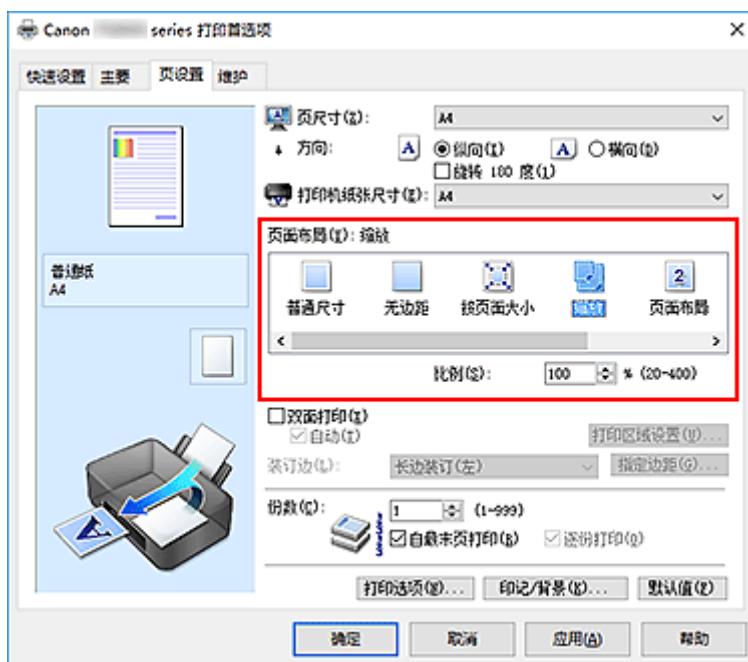 Canon series 打印首选项
快速设置 主要 页设置 维护
页尺寸(Z): A4
方向: A 纵向(T) A 横向(D)
旋转 180 度(1)
打印机纸张尺寸(E): A4
页面布局(Y): 缩放
普通尺寸 无边距 按页面大小 缩放 2 页面布局
比例(S): 100 % (20-400)
普通纸
A4
双面打印(X)
自动(I)
打印区域设置(U)...
装订边(L): 长边装订(左) 指定边距(G)...
份数(C): 1 (1-999)
自最末页打印(B) 逐份打印(O)
打印选项(N)... 印记/背景(K)... 默认值(F)
确定 取消 应用(A) 帮助